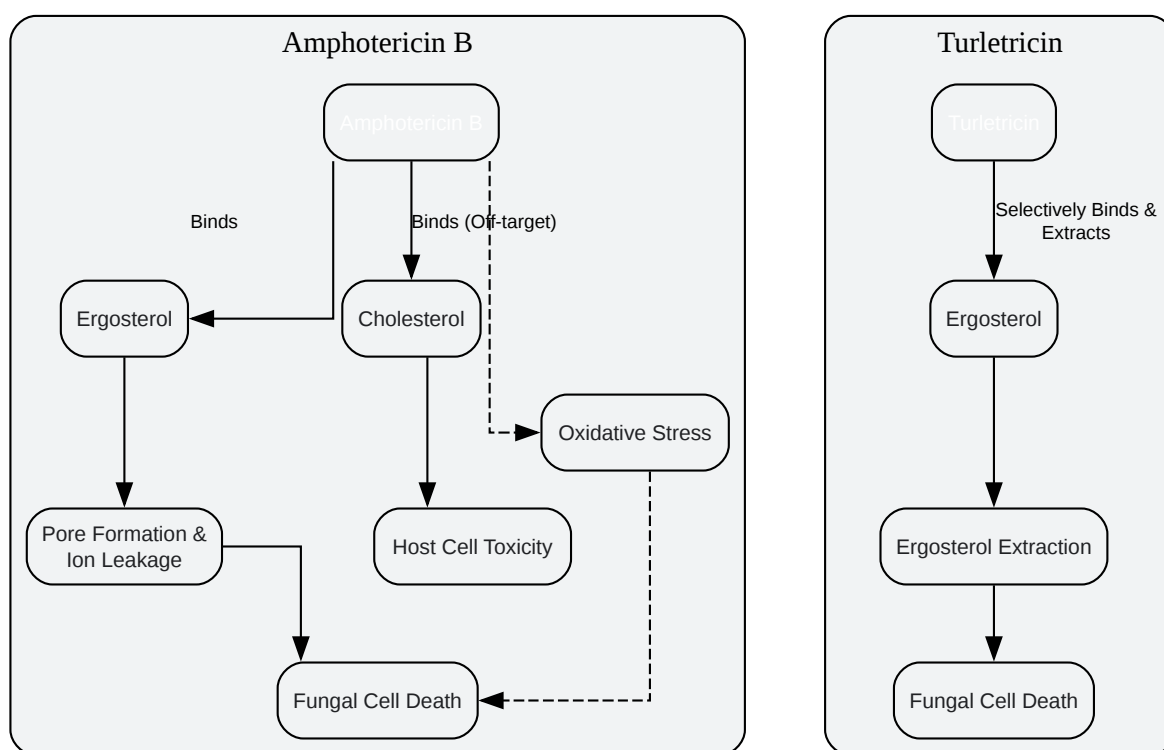 Amphotericin B
Amphotericin B
Binds
Binds (Off-target)
Ergosterol
Cholesterol
Oxidative Stress
Pore Formation &
Ion Leakage
Host Cell Toxicity
Fungal Cell Death
Turletricin
Turletricin
Selectively Binds &
Extracts
Ergosterol
Ergosterol Extraction
Fungal Cell Death